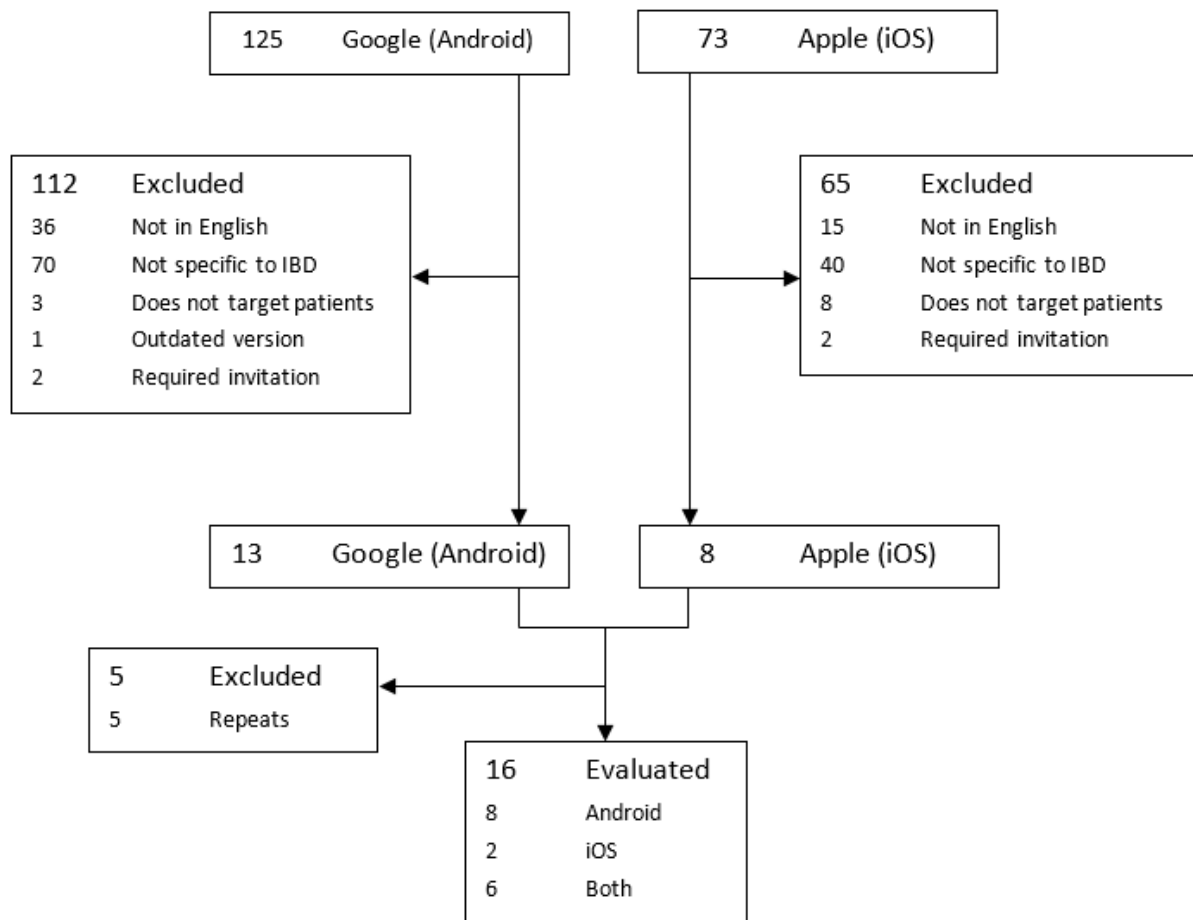 125 Google (Android)
73 Apple (iOS)
112 Excluded
36 Not in English
70 Not specific to IBD
3 Does not target patients
1 Outdated version
2 Required invitation
65 Excluded
15 Not in English
40 Not specific to IBD
8 Does not target patients
2 Required invitation
13 Google (Android)
8 Apple (iOS)
5 Excluded
5 Repeats
16 Evaluated
8 Android
2 iOS
6 Both